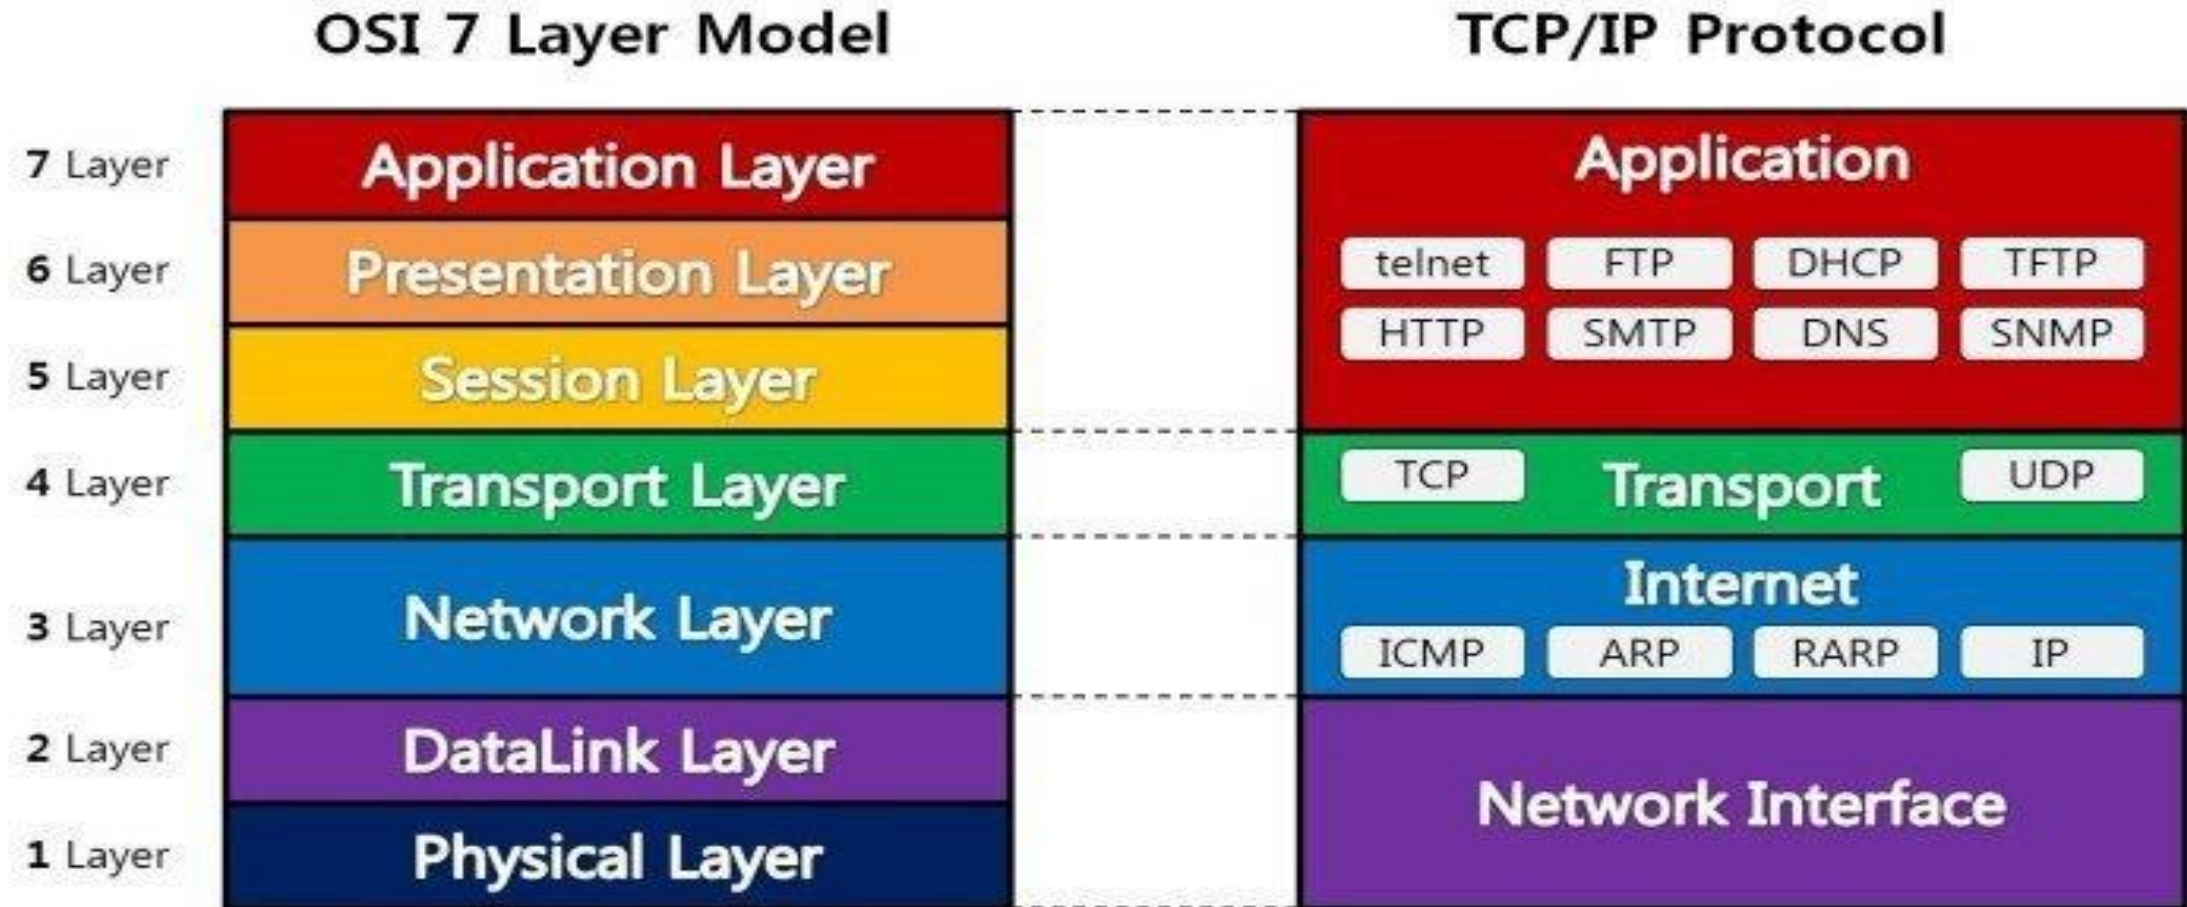 OSI 7 Layer Model
TCP/IP Protocol
7 Layer
Application Layer
6 Layer
Presentation Layer
5 Layer
Session Layer
4 Layer
Transport Layer
3 Layer
Network Layer
2 Layer
DataLink Layer
1 Layer
Physical Layer
Application
telnet FTP DHCP TFTP
HTTP SMTP DNS SNMP
TCP Transport UDP
Internet
ICMP ARP RARP IP
Network Interface